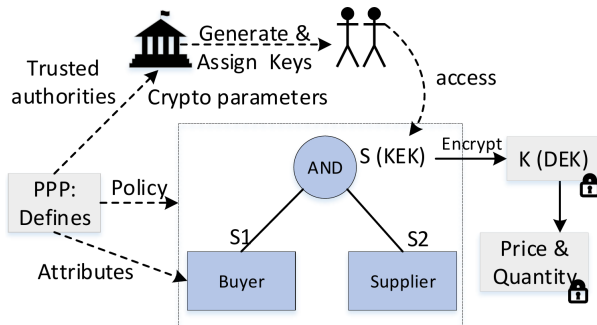 Generate &
Assign Keys
Trusted
authorities
Crypto parameters
access
AND
S (KEK)
Encrypt
K (DEK)
PPP:
Defines
Policy
S1
S2
Attributes
Buyer
Supplier
Price &
Quantity